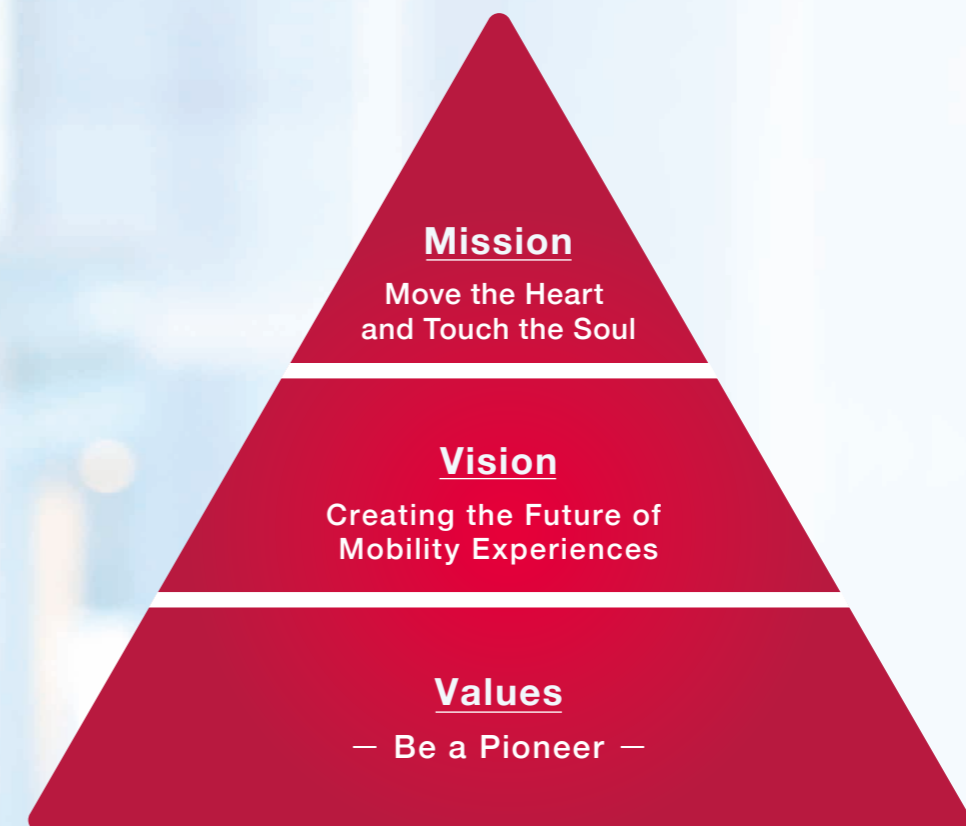 Mission
Move the Heart
and Touch the Soul
Vision
Creating the Future of
Mobility Experiences
Values
— Be a Pioneer —